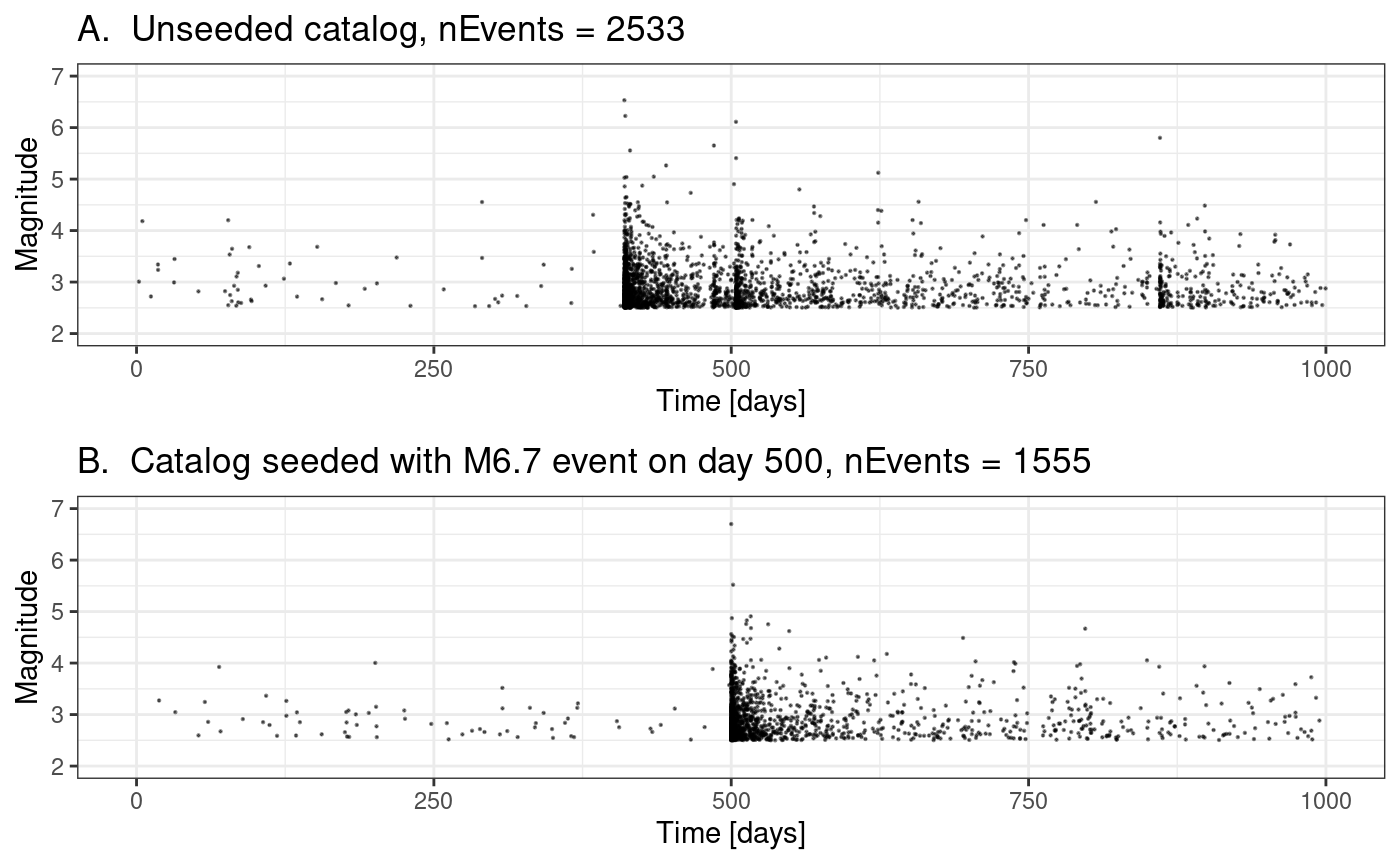 A.  Unseeded catalog, nEvents = 2533
7
6
5
4
3
2
Magnitude
0 250 500 750 1000
Time [days]
B.  Catalog seeded with M6.7 event on day 500, nEvents = 1555
7
6
5
4
3
2
Magnitude
0 250 500 750 1000
Time [days]